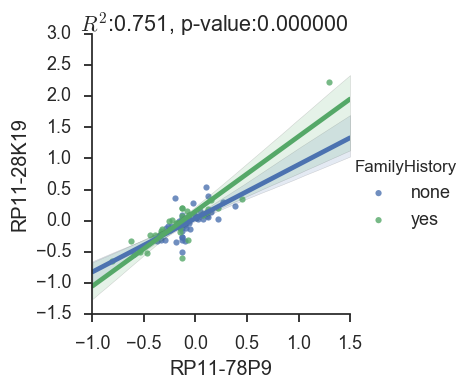 R²:0.751, p-value:0.000000
3.0
2.5
2.0
1.5
1.0
0.5
0.0
−0.5
−1.0
−1.5
RP11-28K19
−1.0 −0.5 0.0 0.5 1.0 1.5
RP11-78P9
FamilyHistory
none
yes